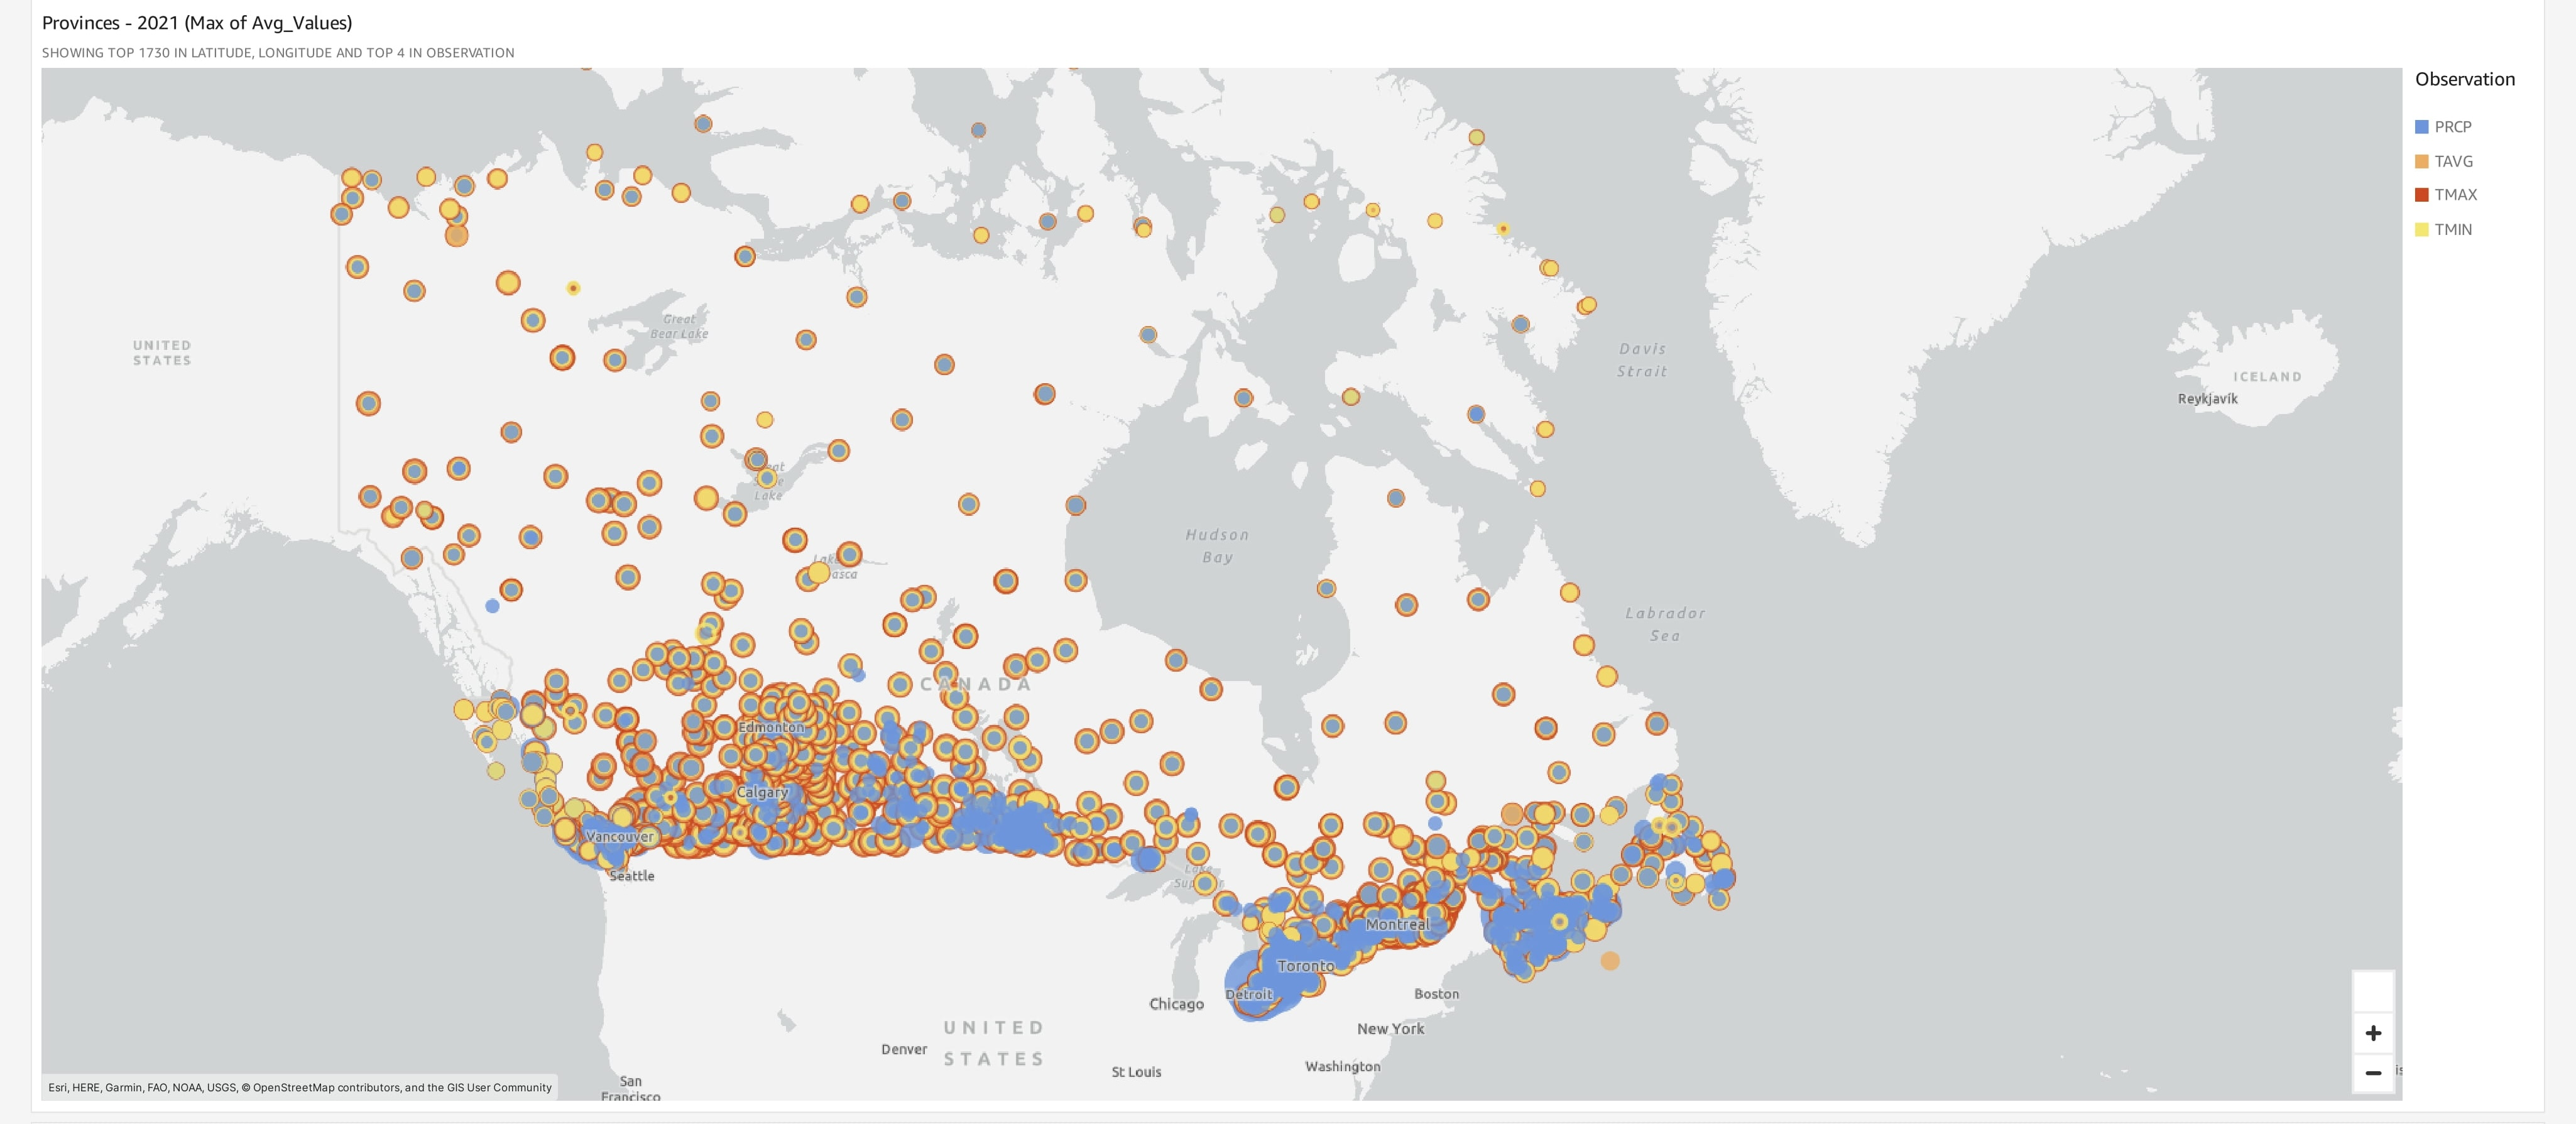 Provinces - 2021 (Max of Avg_Values)
SHOWING TOP 1730 IN LATITUDE, LONGITUDE AND TOP 4 IN OBSERVATION
Observation
PRCP
TAVG
TMAX
TMIN
Great
Bear Lake
UNITED
STATES
Davis
Strait
ICELAND
Reykjavík
Lake
Hudson
Bay
Labrador
Sea
CANADA
Edmonton
Calgary
Vancouver
Seattle
Lake
Montreal
Toronto
Detroit
Boston
Chicago
New York
UNITED
STATES
Denver
Washington
St Louis
San
Francisco
Esri, HERE, Garmin, FAO, NOAA, USGS, © OpenStreetMap contributors, and the GIS User Community
+
−